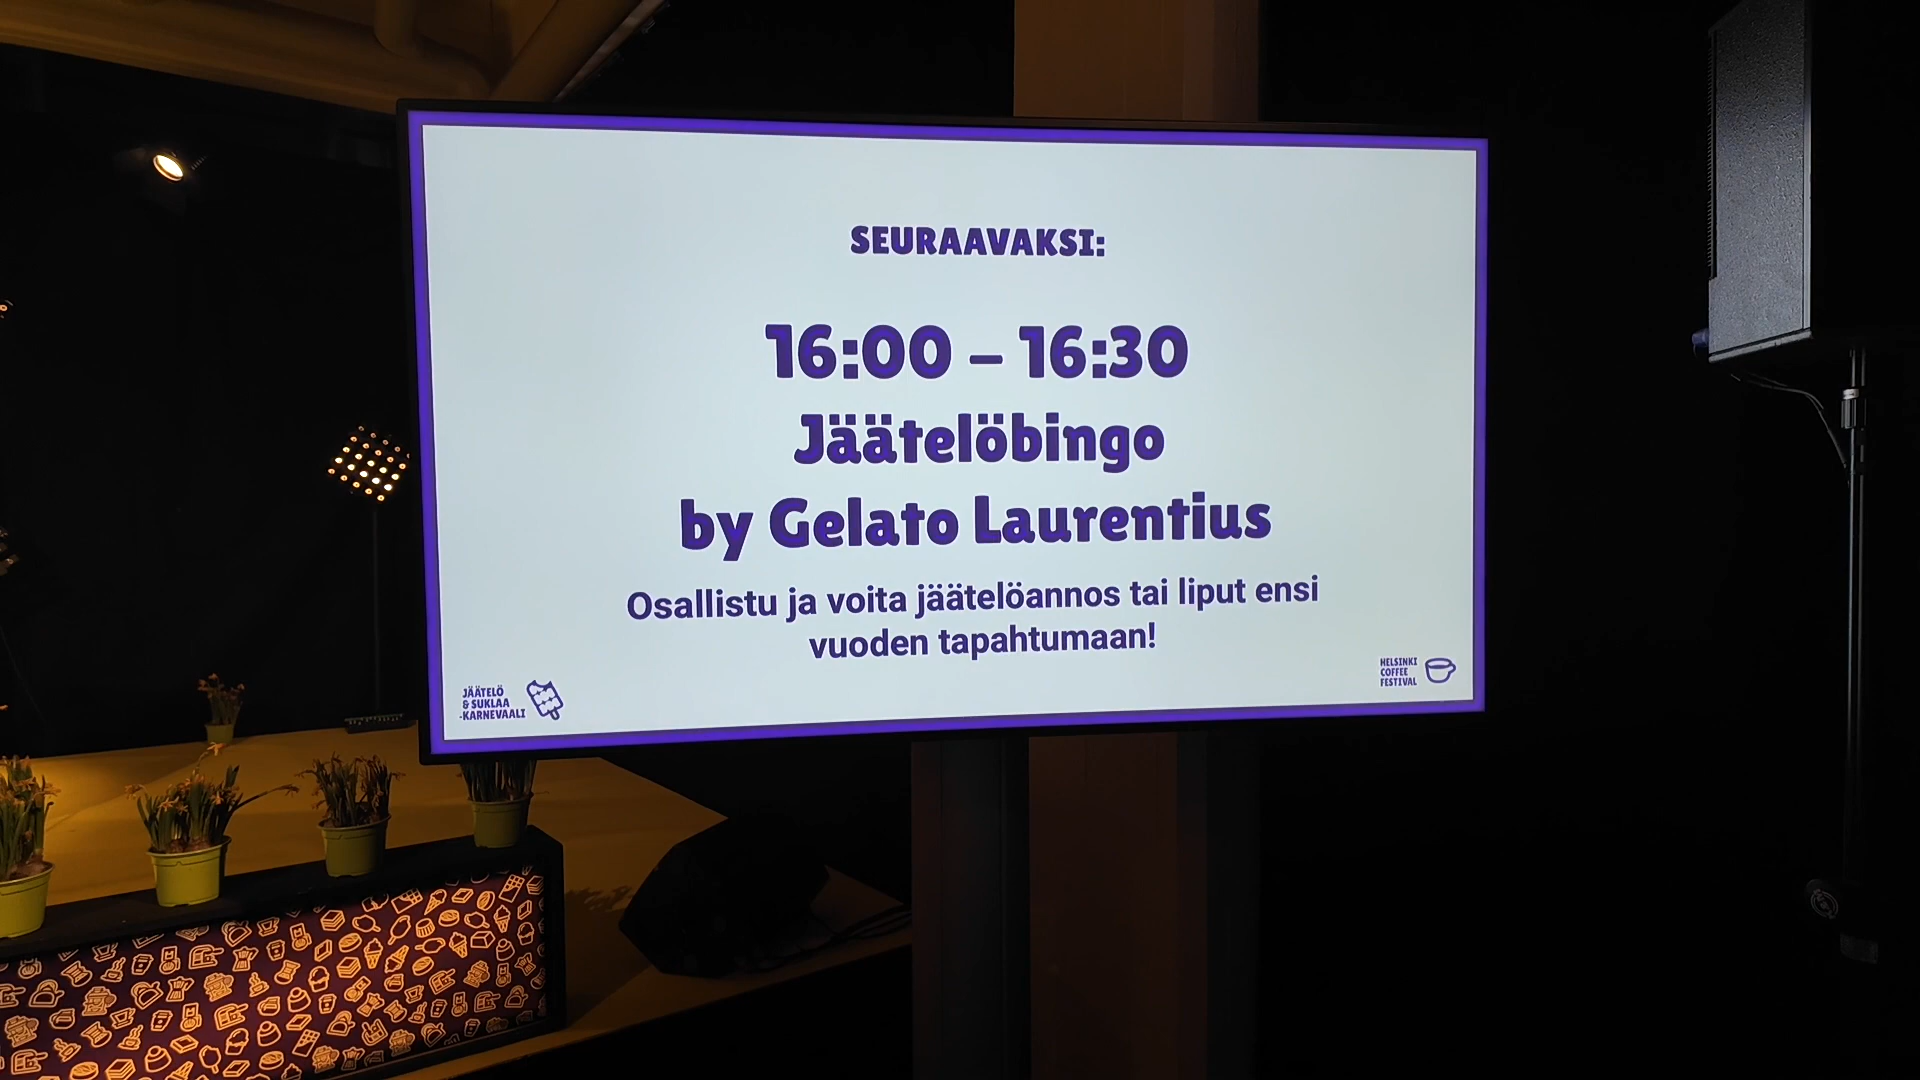 SEURAAVAKSI:
16:00 – 16:30
Jäätelöbingo
by Gelato Laurentius
Osallistu ja voita jäätelöannos tai liput ensi
vuoden tapahtumaan!
JÄÄTELÖ
& SUKLAA
-KARNEVAALI
HELSINKI
COFFEE
FESTIVAL